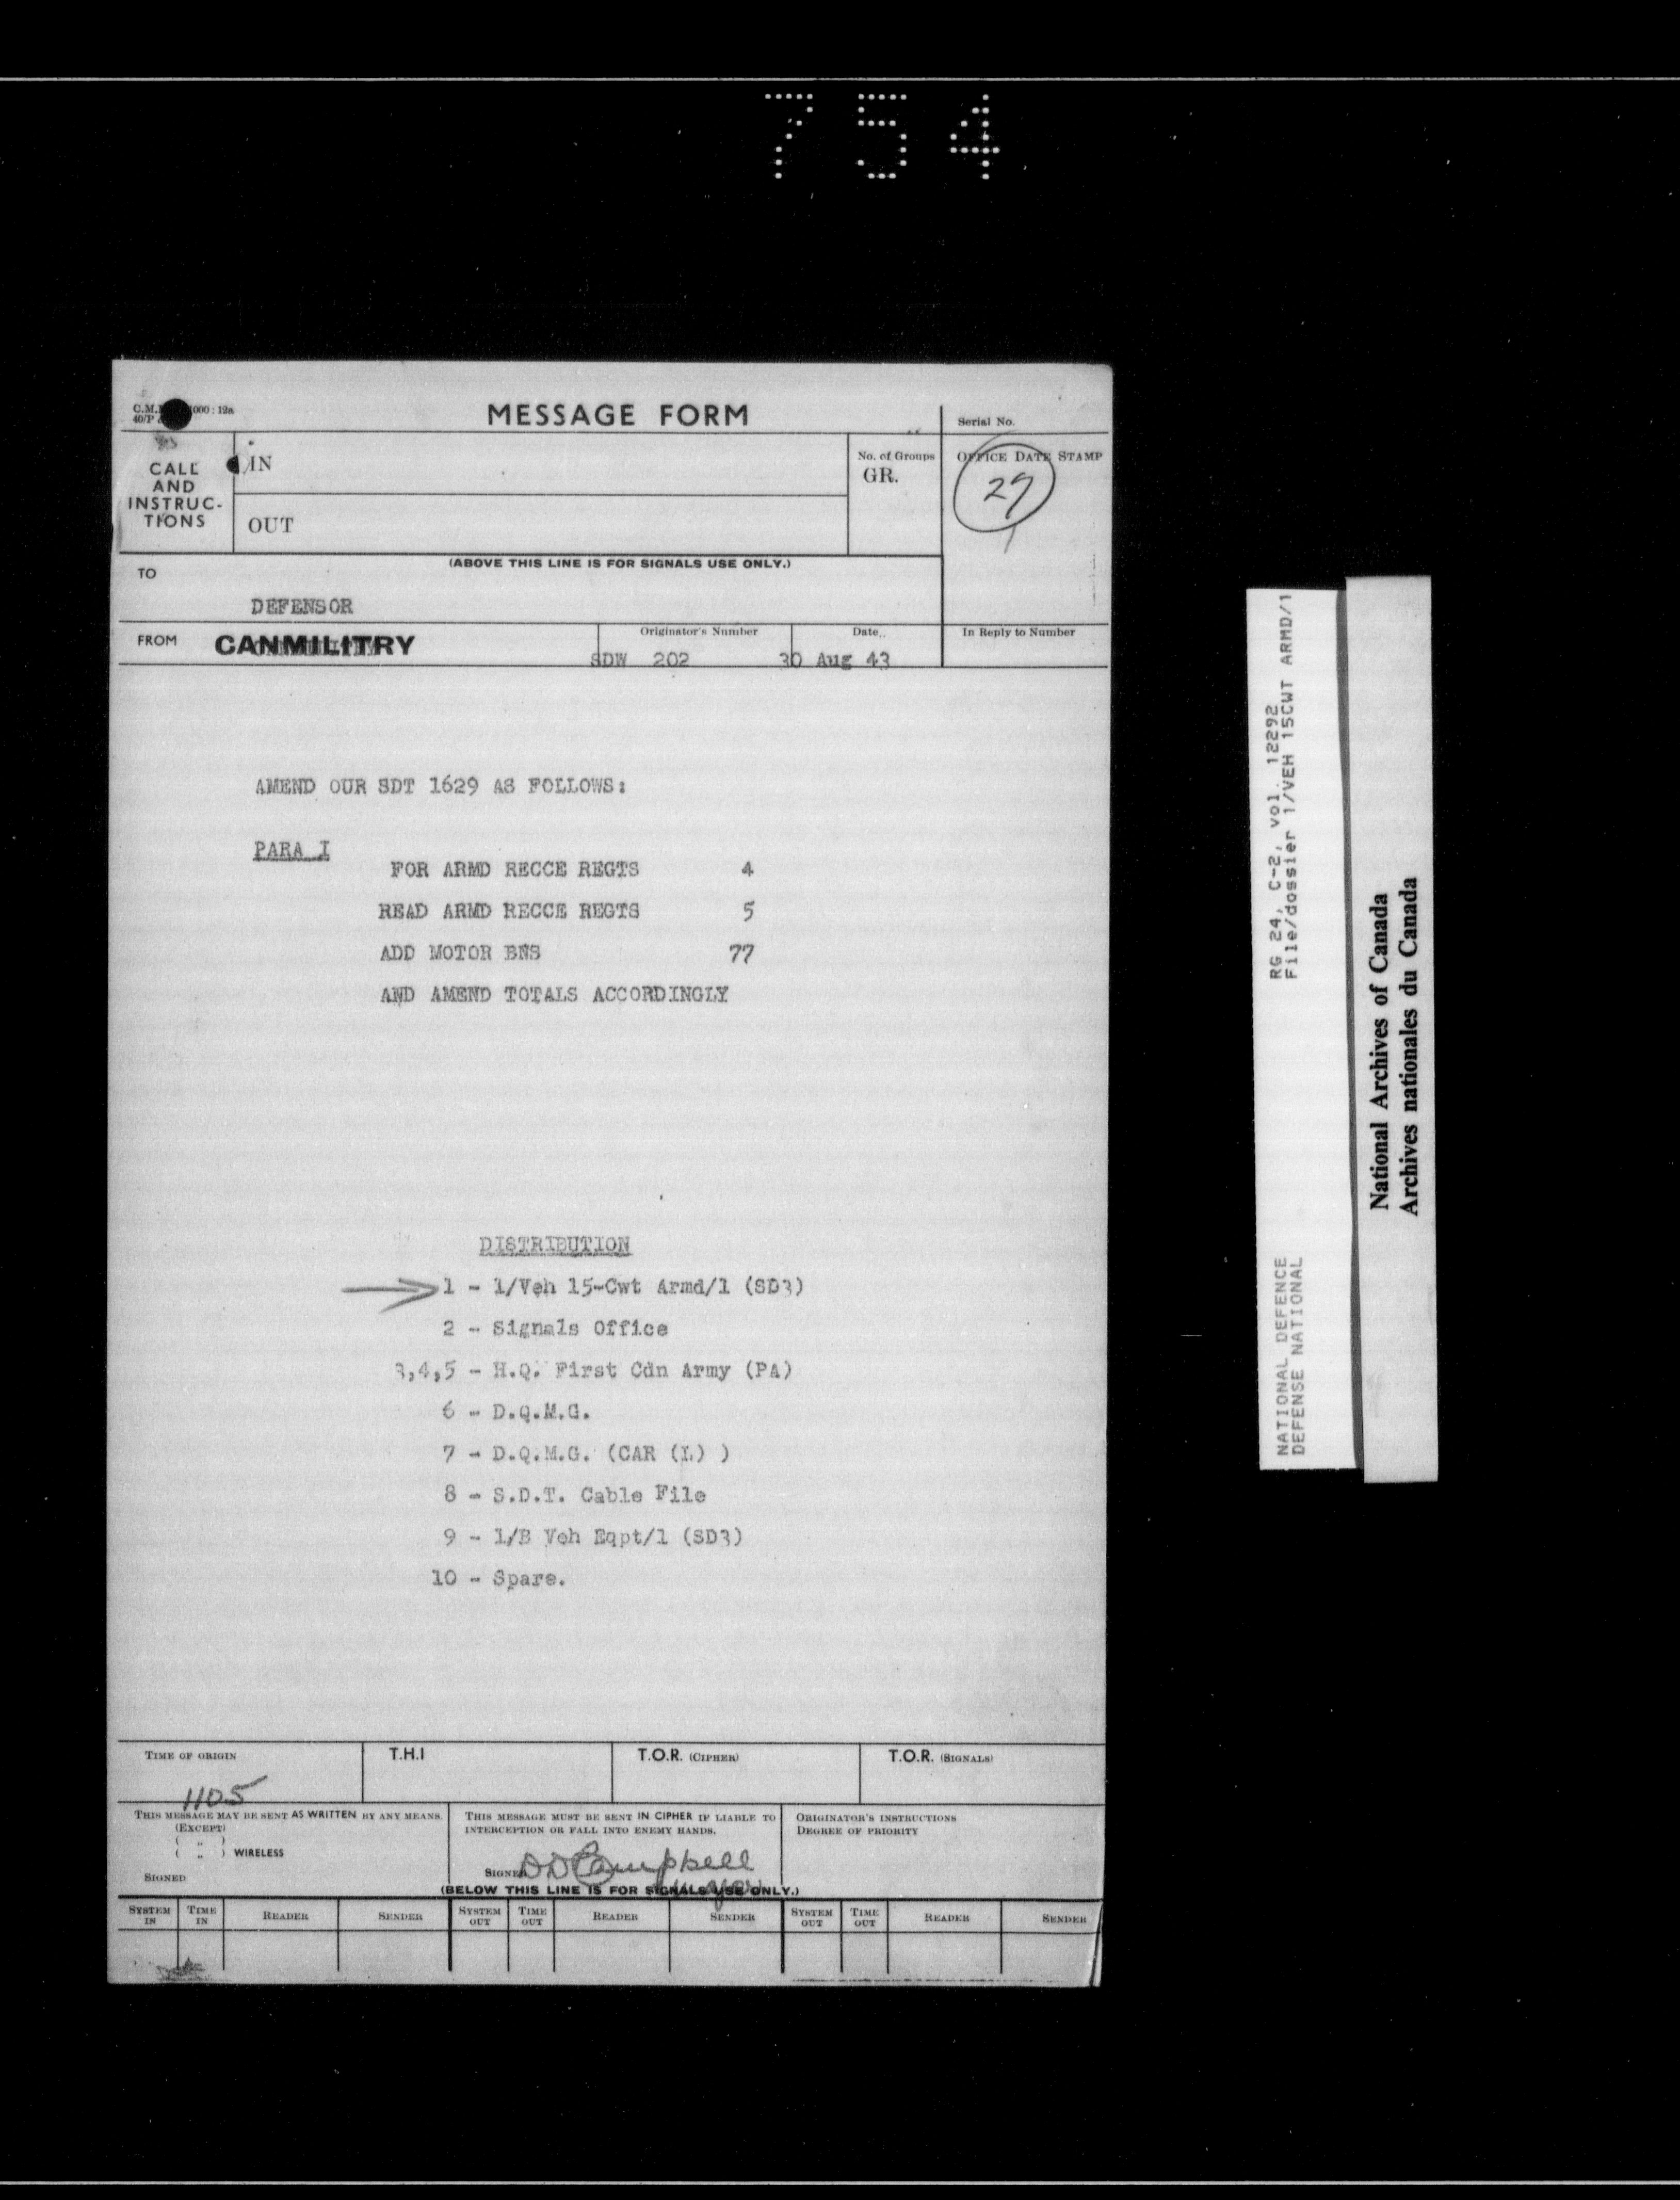 754
MESSAGE FORM
Serial No.
000 : 12a
CALL
AND
INSTRUC-
TIONS
IN
OUT
No. of Groups
GR.
OFFICE DATE STAMP
27
(ABOVE THIS LINE IS FOR SIGNALS USE ONLY.)
TO
DEFENSOR
FROM CANMILITRY
Originator's Number
SDW 202
Date
30 Aug 43
In Reply to Number
AMEND OUR SDT 1629 AS FOLLOWS:
PARA I
FOR ARMD RECCE REGTS 4
READ ARMD RECCE REGTS 5
ADD MOTOR BNS 77
AND AMEND TOTALS ACCORDINGLY
DISTRIBUTION
1 - 1/Veh 15-Cwt Armd/1 (SD3)
2 - Signals Office
3,4,5 - H.Q. First Cdn Army (PA)
6 - D.Q.M.G.
7 - D.Q.M.G. (CAR (L) )
8 - S.D.T. Cable File
9 - 1/B Veh Eqpt/1 (SD3)
10 - Spare.
TIME OF ORIGIN
1105
T.H.I
T.O.R. (CIPHER)
T.O.R. (SIGNALS)
THIS MESSAGE MAY BE SENT AS WRITTEN BY ANY MEANS.
(EXCEPT)
( „ )
( „ ) WIRELESS
SIGNED
THIS MESSAGE MUST BE SENT IN CIPHER IF LIABLE TO
INTERCEPTION OR FALL INTO ENEMY HANDS.
SIGNED DDCampbell
Major
ORIGINATOR'S INSTRUCTIONS
DEGREE OF PRIORITY
(BELOW THIS LINE IS FOR SIGNALS USE ONLY.)
SYSTEM IN
TIME IN
READER
SENDER
SYSTEM OUT
TIME OUT
READER
SENDER
SYSTEM OUT
TIME OUT
READER
SENDER
RG 24, C-2, vol. 12292
File/dossier 1/VEH 15CWT ARMD/1
NATIONAL DEFENCE
DEFENSE NATIONAL
National Archives of Canada
Archives nationales du Canada